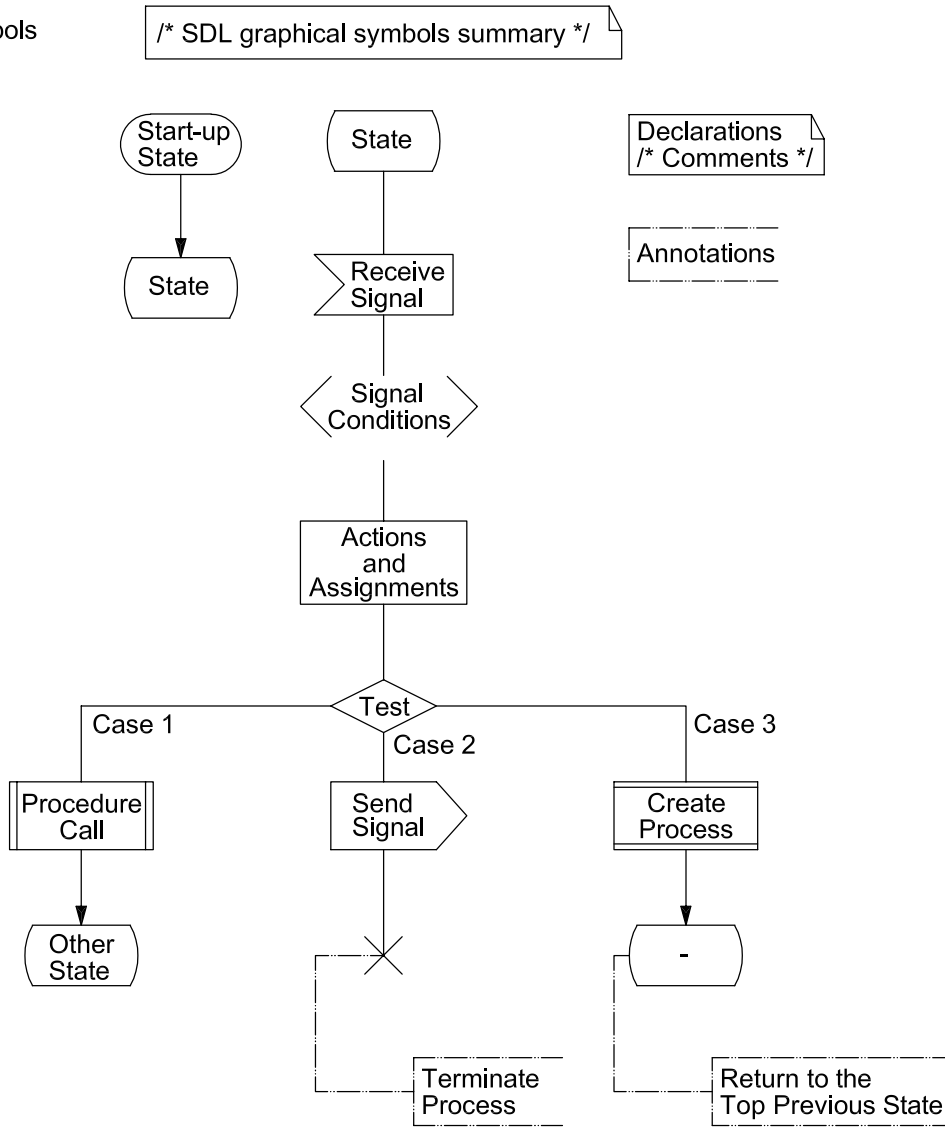 ols
/* SDL graphical symbols summary */
Start-up
State
State
Declarations
/* Comments */
State
Receive
Signal
Annotations
Signal
Conditions
Actions
and
Assignments
Test
Case 1
Case 2
Case 3
Procedure
Call
Send
Signal
Create
Process
Other
State
-
Terminate
Process
Return to the
Top Previous State